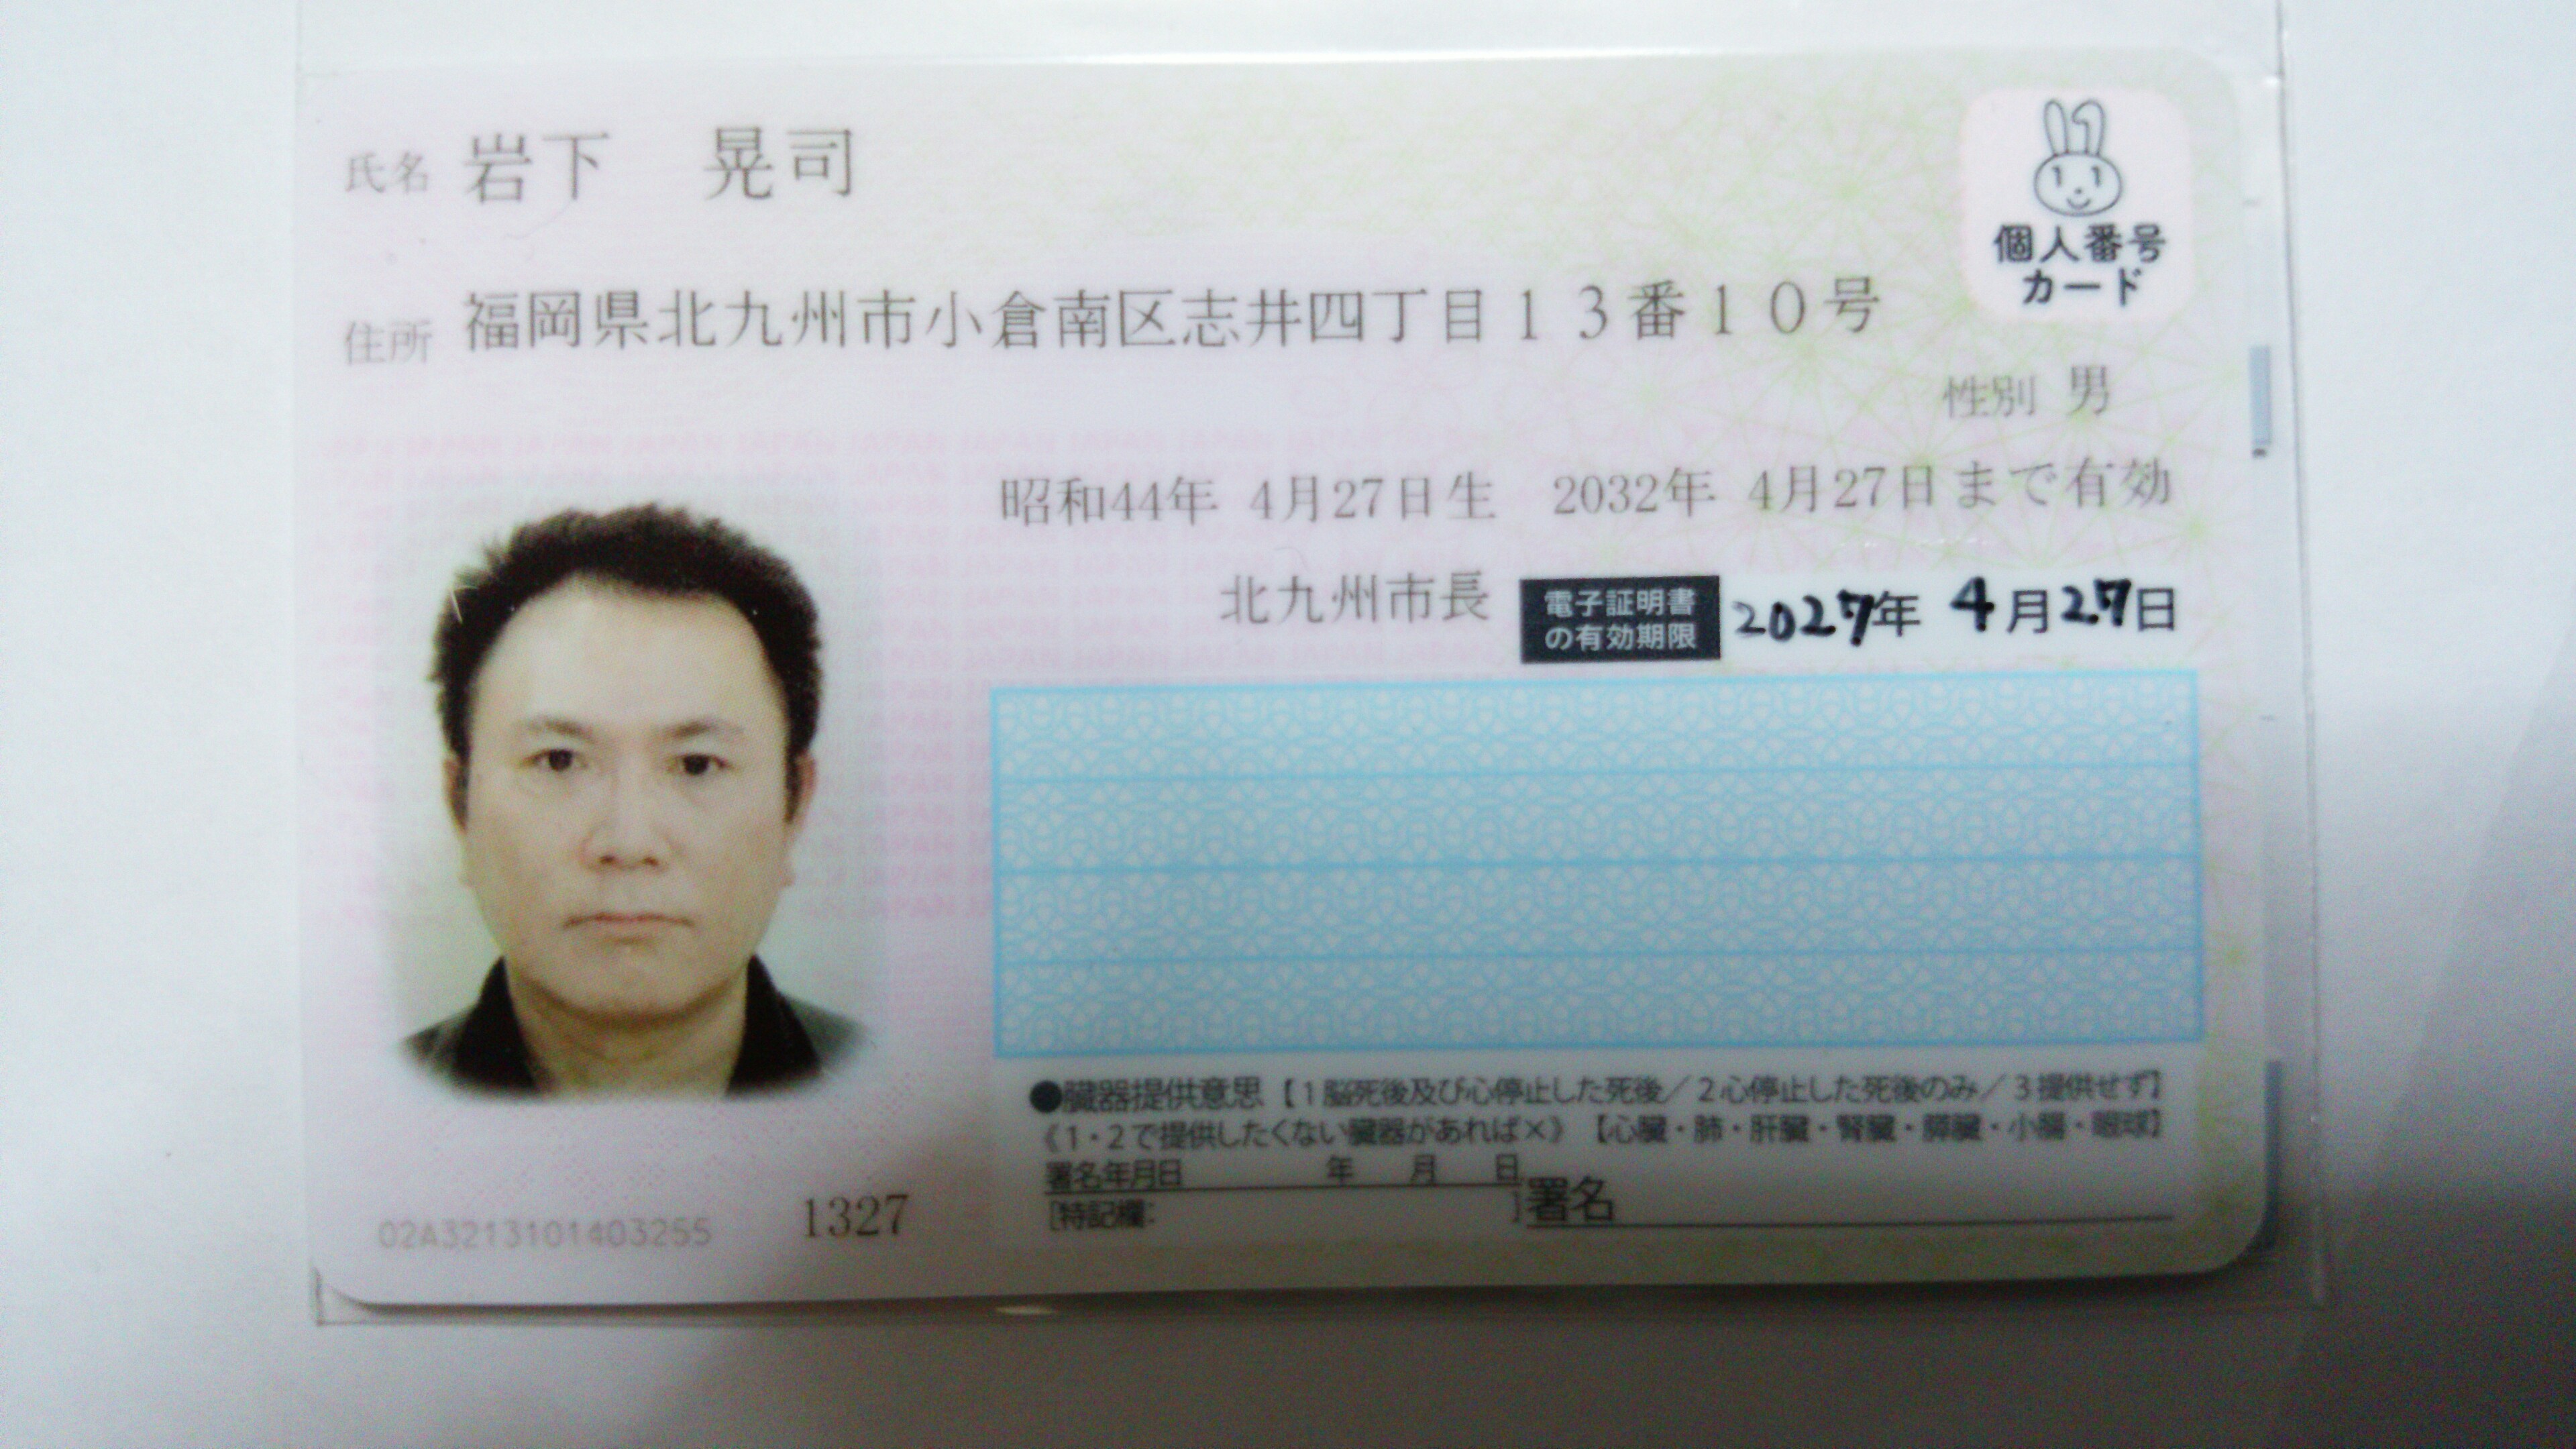 氏名 岩下 晃司
個人番号
カード
住所 福岡県北九州市小倉南区志井四丁目13番10号
性別 男
昭和44年 4月27日生 2032年 4月27日まで有効
北九州市長 電子証明書の有効期限 2027年 4月27日
●臓器提供意思【1脳死後及び心停止した死後/2心停止した死後のみ/3提供せず】
《1・2で提供したくない臓器があれば×》【心臓・肺・肝臓・腎臓・膵臓・小腸・眼球】
署名年月日 年 月 日
[特記欄: ] 署名
02A3213101403255 1327